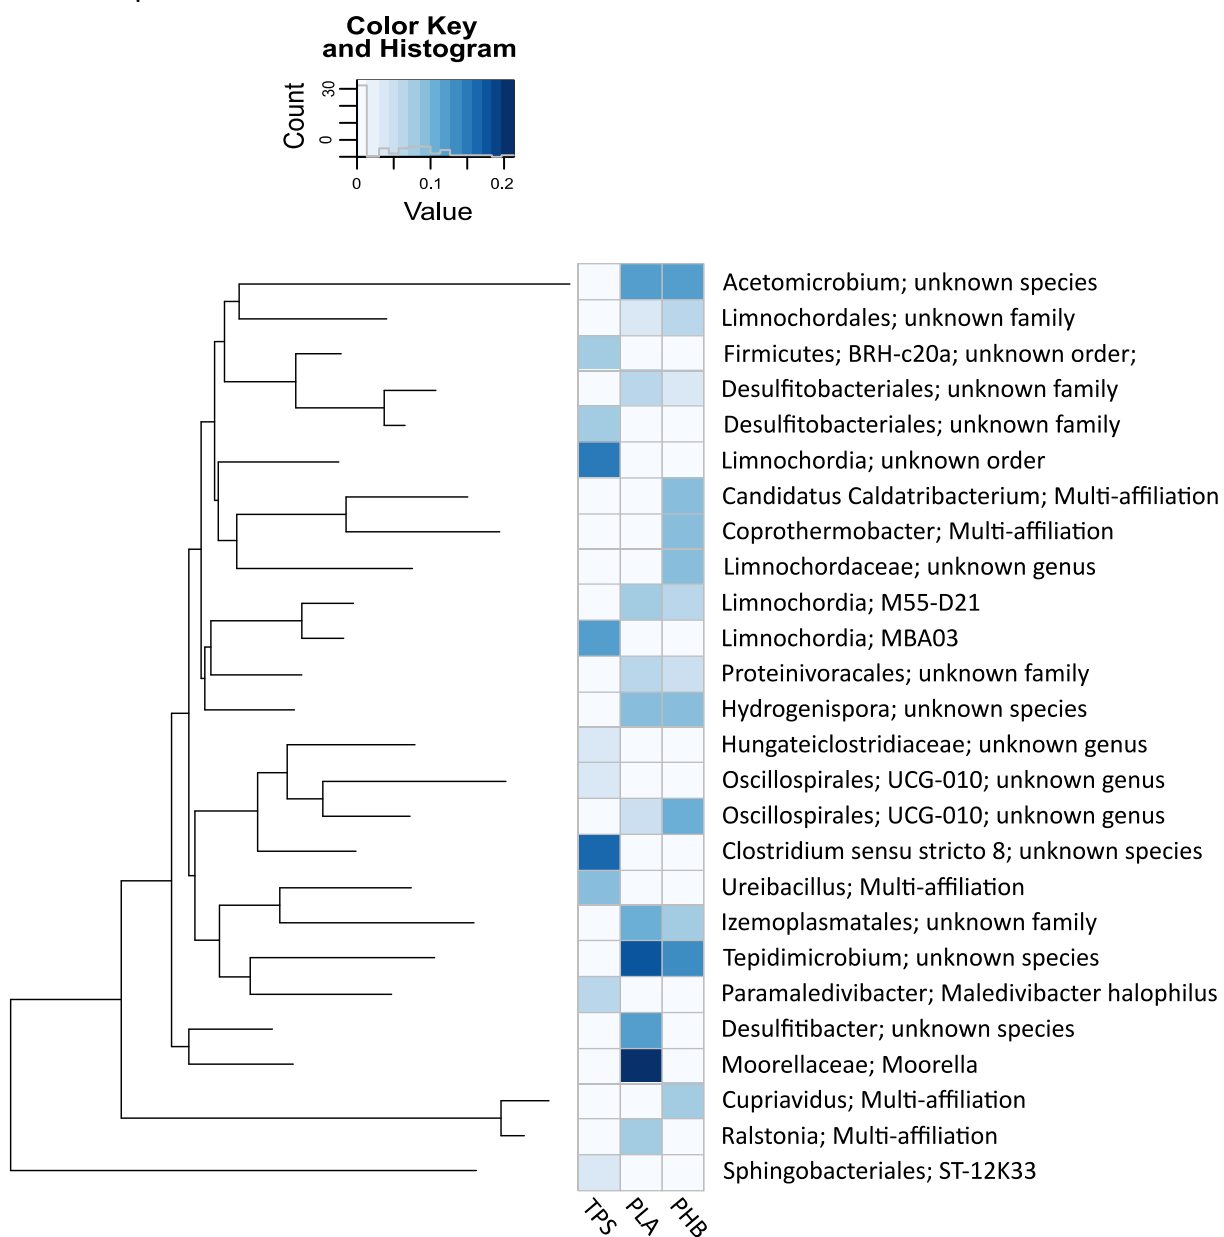 Color Key
and Histogram
Count
30
0
0
0.1
0.2
Value
Acetomicrobium; unknown species
Limnochordales; unknown family
Firmicutes; BRH-c20a; unknown order;
Desulfitobacteriales; unknown family
Desulfitobacteriales; unknown family
Limnochordia; unknown order
Candidatus Caldatribacterium; Multi-affiliation
Coprothermobacter; Multi-affiliation
Limnochordaceae; unknown genus
Limnochordia; M55-D21
Limnochordia; MBA03
Proteinivoracales; unknown family
Hydrogenispora; unknown species
Hungateiclostridiaceae; unknown genus
Oscillospirales; UCG-010; unknown genus
Oscillospirales; UCG-010; unknown genus
Clostridium sensu stricto 8; unknown species
Ureibacillus; Multi-affiliation
Izemoplasmatales; unknown family
Tepidimicrobium; unknown species
Paramaledivibacter; Maledivibacter halophilus
Desulfitibacter; unknown species
Moorellaceae; Moorella
Cupriavidus; Multi-affiliation
Ralstonia; Multi-affiliation
Sphingobacteriales; ST-12K33
TPS
PLA
PHB